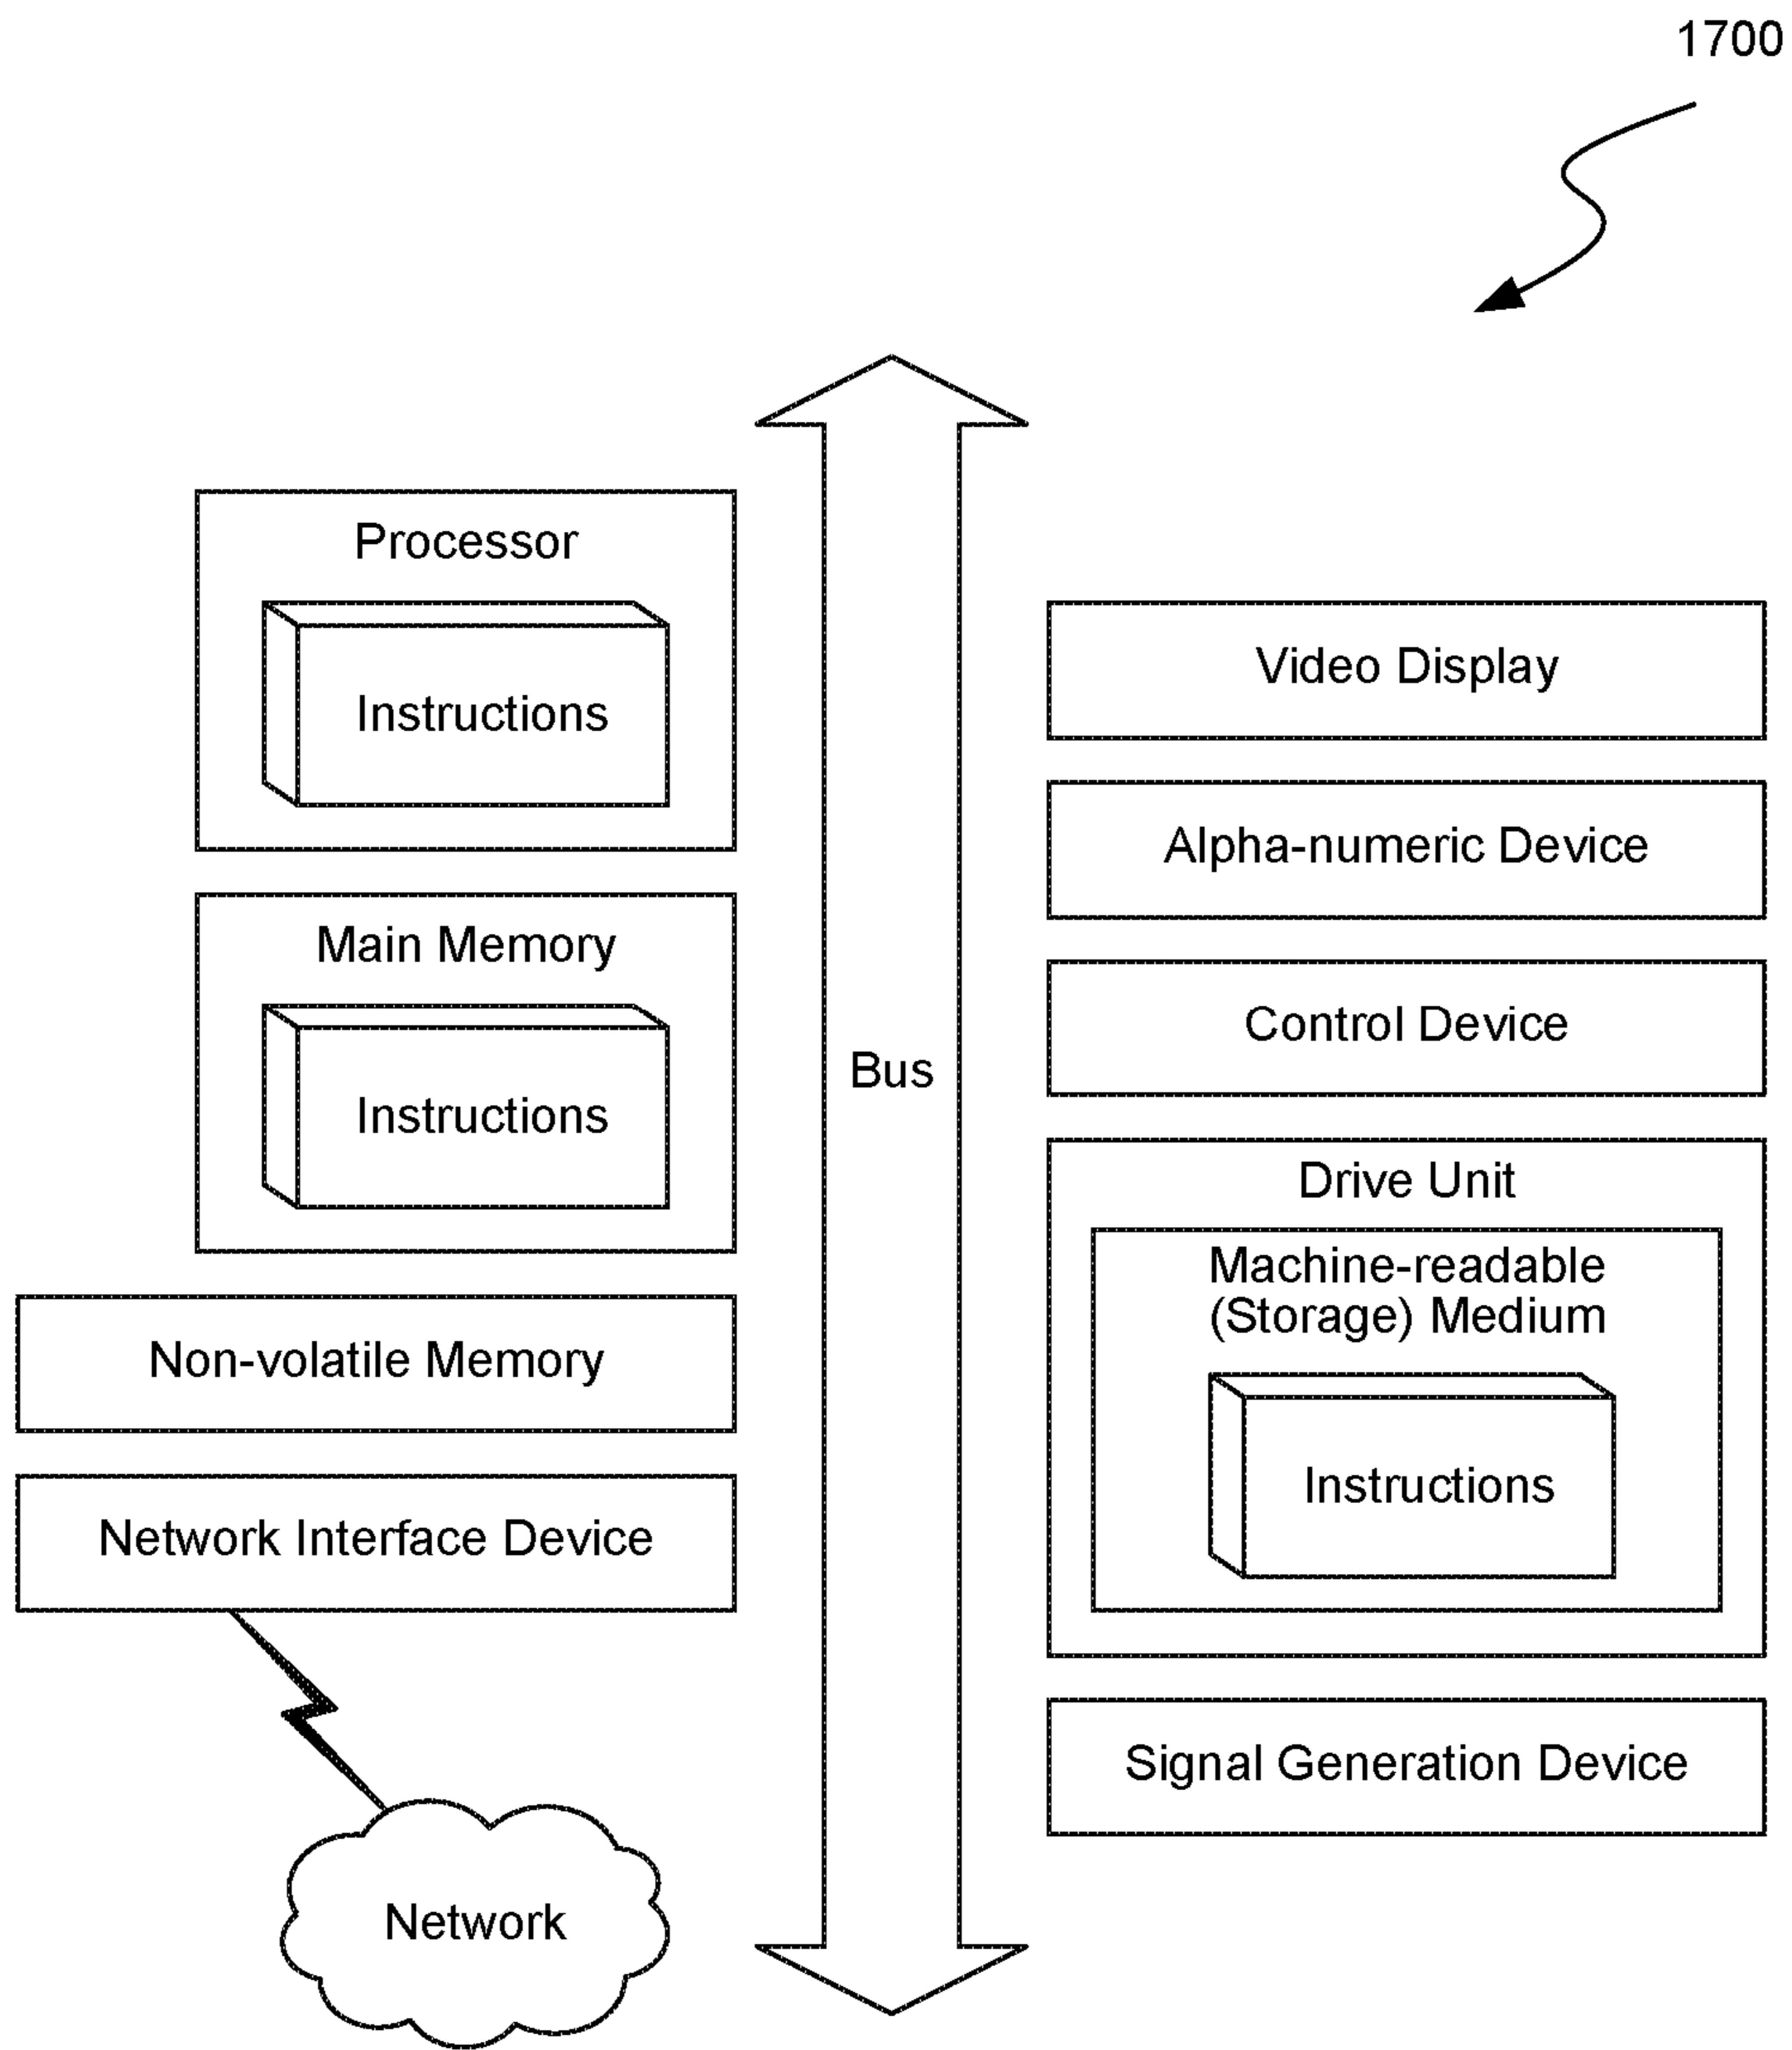 1700
Processor
Instructions
Main Memory
Instructions
Non-volatile Memory
Network Interface Device
Network
Bus
Video Display
Alpha-numeric Device
Control Device
Drive Unit
Machine-readable
(Storage) Medium
Instructions
Signal Generation Device